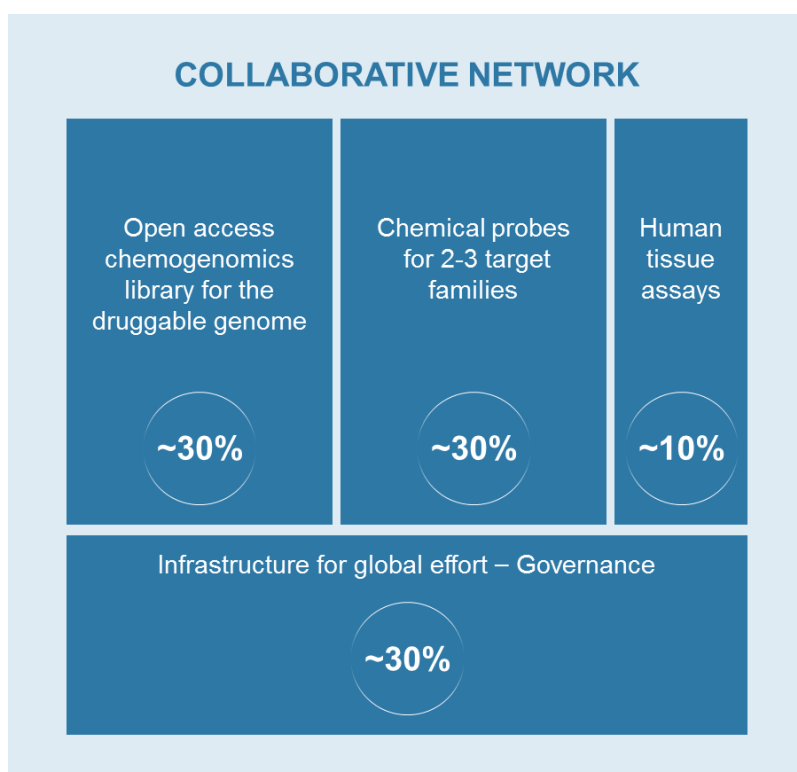 COLLABORATIVE NETWORK
Open access
chemogenomics
library for the
druggable genome
~30%
Chemical probes
for 2-3 target
families
~30%
Human
tissue
assays
~10%
Infrastructure for global effort – Governance
~30%